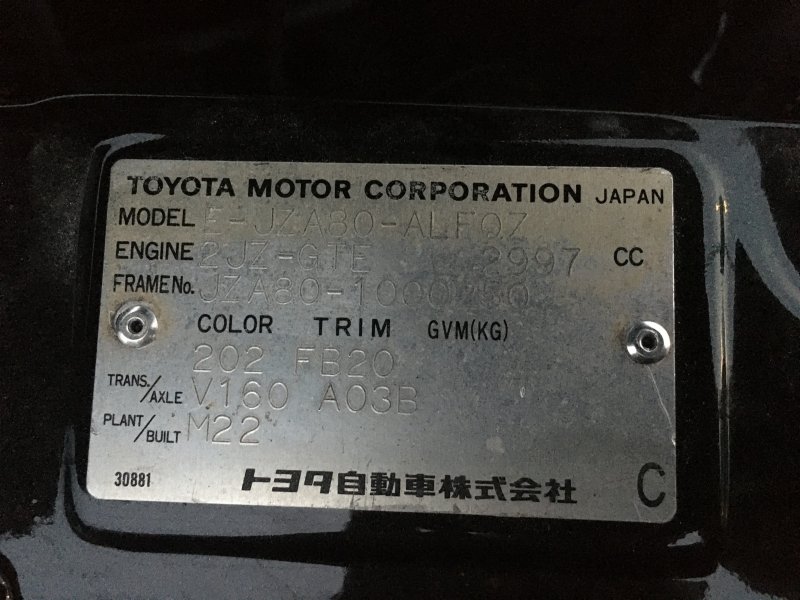 TOYOTA MOTOR CORPORATION JAPAN
MODEL E-JZA80-ALFQZ
ENGINE 2JZ-GTE 2997 CC
FRAME No.
COLOR TRIM GVM(KG)
202 FB20
TRANS./AXLE V160 A03B
PLANT/BUILT M22
30881 トヨタ自動車株式会社 C